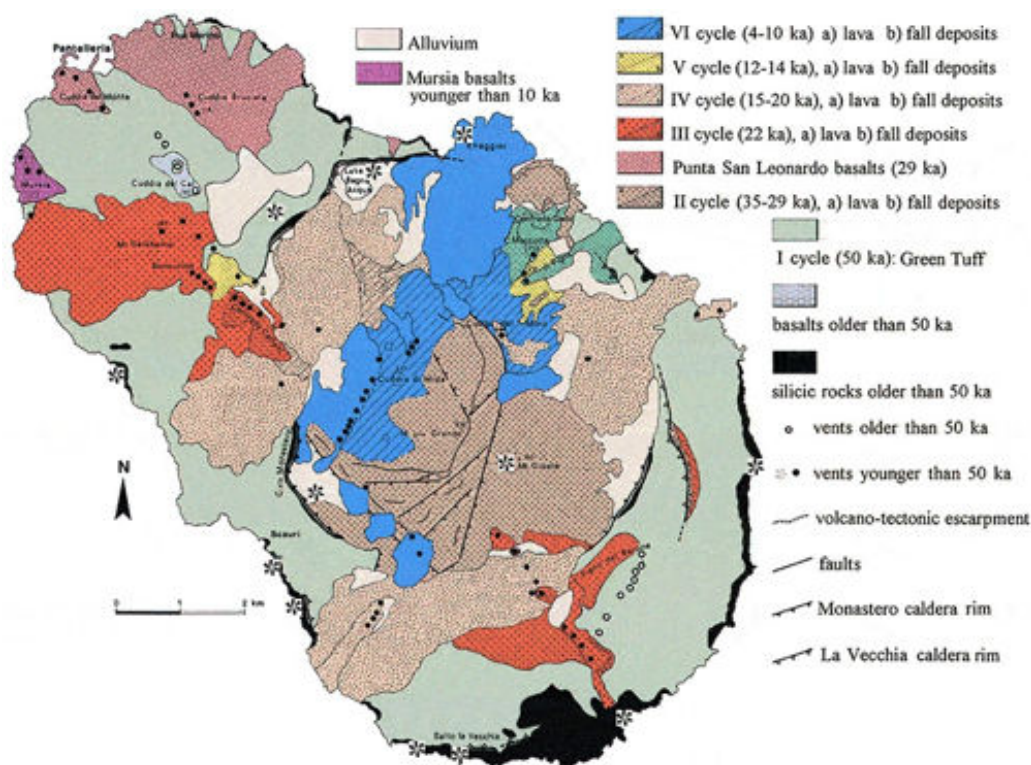 Pantelleria
Alluvium
Mursia basalts
younger than 10 ka
VI cycle (4-10 ka) a) lava b) fall deposits
V cycle (12-14 ka), a) lava b) fall deposits
IV cycle (15-20 ka), a) lava b) fall deposits
III cycle (22 ka), a) lava b) fall deposits
Punta San Leonardo basalts (29 ka)
II cycle (35-29 ka), a) lava b) fall deposits
I cycle (50 ka): Green Tuff
basalts older than 50 ka
silicic rocks older than 50 ka
vents older than 50 ka
vents younger than 50 ka
volcano-tectonic escarpment
faults
Monastero caldera rim
La Vecchia caldera rim
Mursia
N
Scauri
0 1 2 km
Salto la Vecchia